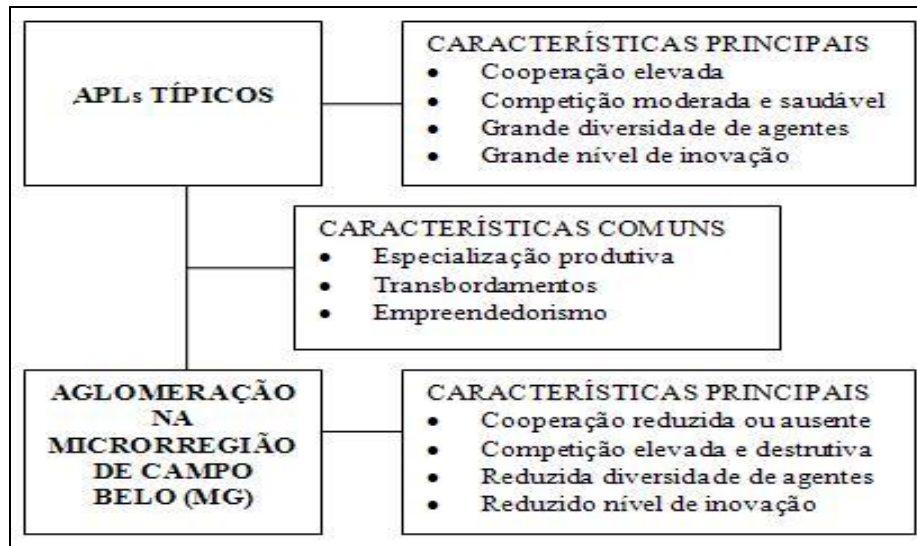 APLs TÍPICOS
CARACTERÍSTICAS PRINCIPAIS
• Cooperação elevada
• Competição moderada e saudável
• Grande diversidade de agentes
• Grande nível de inovação
CARACTERÍSTICAS COMUNS
• Especialização produtiva
• Transbordamentos
• Empreendedorismo
AGLOMERAÇÃO
NA
MICRORREGIÃO
DE CAMPO
BELO (MG)
CARACTERÍSTICAS PRINCIPAIS
• Cooperação reduzida ou ausente
• Competição elevada e destrutiva
• Reduzida diversidade de agentes
• Reduzido nível de inovação